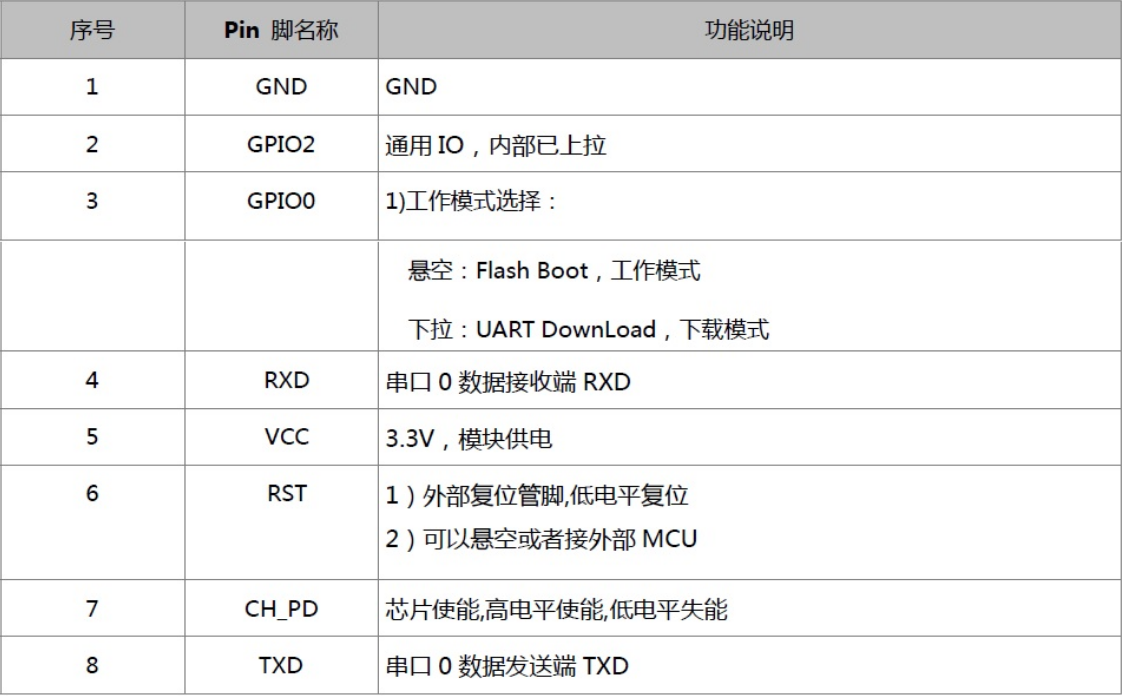 序号 Pin 脚名称 功能说明
1 GND GND
2 GPIO2 通用 IO，内部已上拉
3 GPIO0 1)工作模式选择：
悬空：Flash Boot，工作模式
下拉：UART DownLoad，下载模式
4 RXD 串口 0 数据接收端 RXD
5 VCC 3.3V，模块供电
6 RST 1）外部复位管脚,低电平复位
2）可以悬空或者接外部 MCU
7 CH_PD 芯片使能,高电平使能,低电平失能
8 TXD 串口 0 数据发送端 TXD